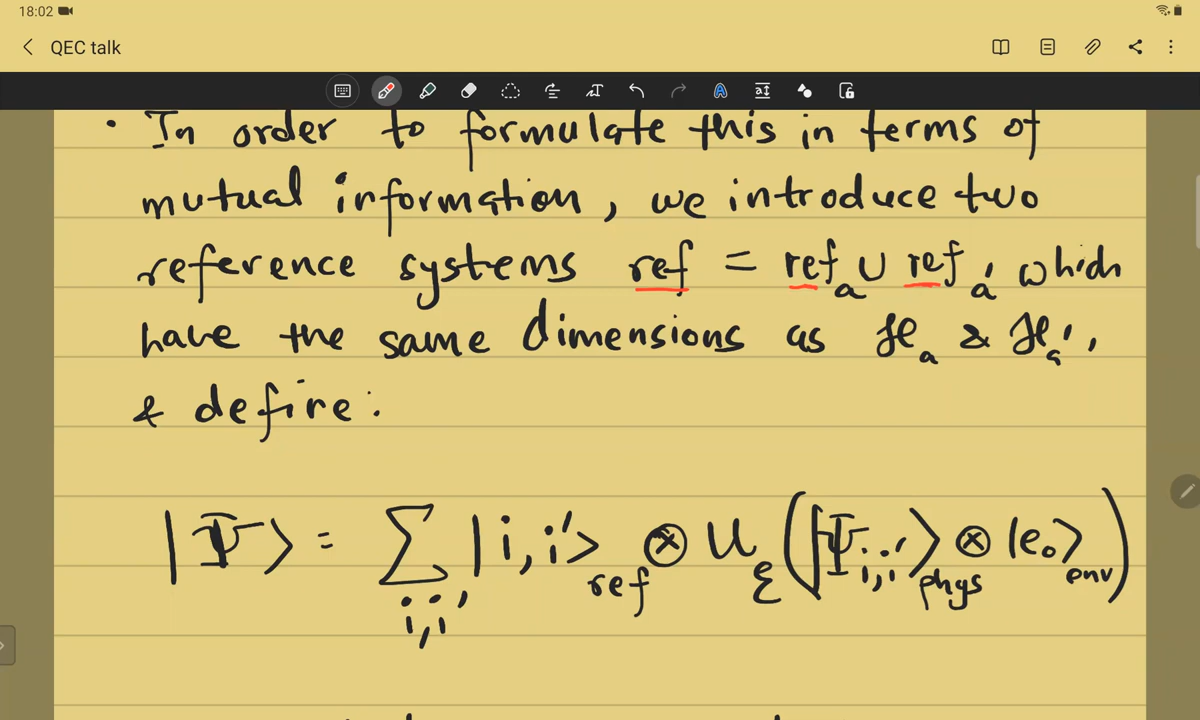 18:02
QEC talk
• In order to formulate this in terms of
mutual information, we introduce two
reference systems ref = ref_a ∪ ref_a' which
have the same dimensions as ℋ_a & ℋ_a',
& define:
|Ψ⟩ = Σ_{i,i'} |i,i'⟩_ref ⊗ U_ε (|Ψ_{i,i'}⟩_phys ⊗ |e₀⟩_env)